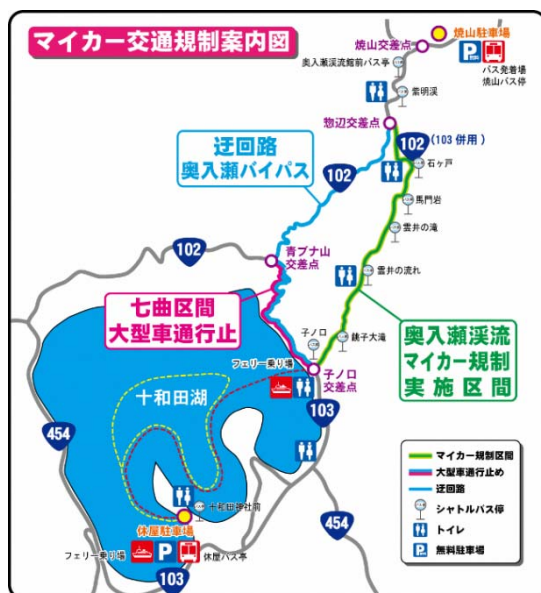 マイカー交通規制案内図
焼山駐車場
焼山交差点
奥入瀬渓流館前バス亭
P
バス発着場
焼山バス停
紫明渓
惣辺交差点
102
(103併用)
迂回路
奥入瀬バイパス
102
石ヶ戸
馬門岩
102
雲井の滝
青ブナ山
交差点
雲井の流れ
七曲区間
大型車通行止
子ノ口
銚子大滝
奥入瀬渓流
マイカー規制
実施区間
フェリー乗り場
子ノ口
交差点
十和田湖
103
454
マイカー規制区間
大型車通行止め
迂回路
シャトルバス停
トイレ
P
無料駐車場
454
十和田神社前
休屋駐車場
フェリー乗り場
P
休屋バス亭
103